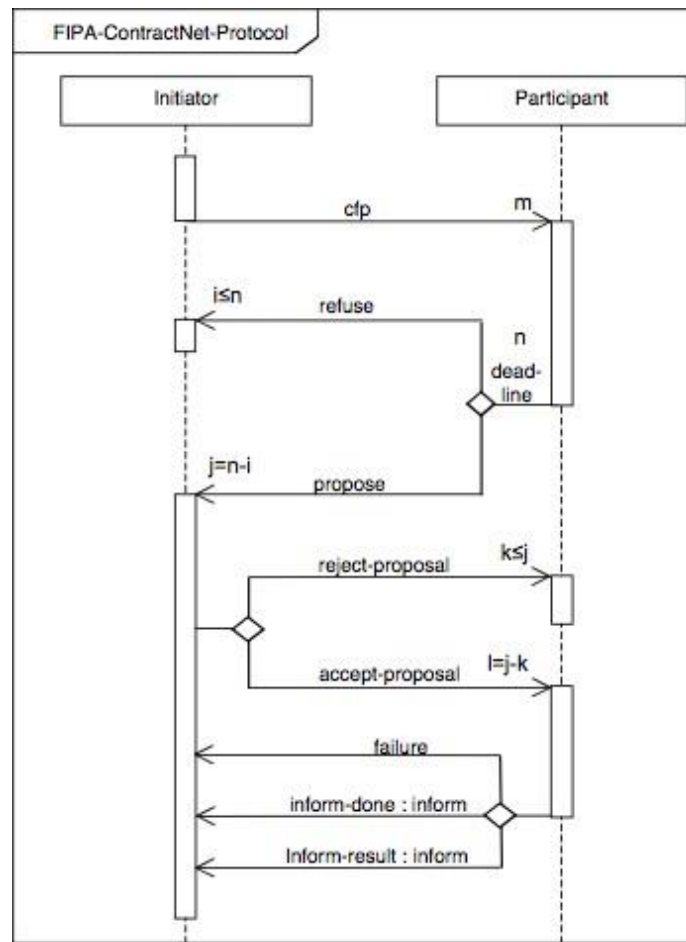 FIPA-ContractNet-Protocol
Initiator
Participant
cfp
m
i≤n
refuse
n
dead-
line
j=n-i
propose
reject-proposal
k≤j
accept-proposal
l=j-k
failure
inform-done : inform
Inform-result : inform